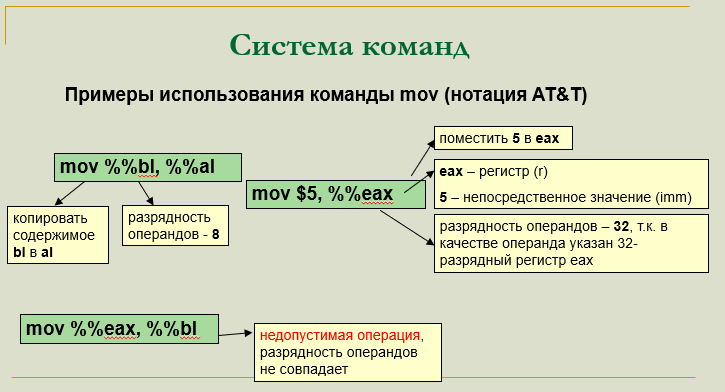 Система команд
Примеры использования команды mov (нотация AT&T)
mov %%bl, %%al
копировать
содержимое
bl в al
разрядность
операндов - 8
mov $5, %%eax
поместить 5 в eax
eax – регистр (r)
5 – непосредственное значение (imm)
разрядность операндов – 32, т.к. в
качестве операнда указан 32-
разрядный регистр eax
mov %%eax, %%bl
недопустимая операция,
разрядность операндов
не совпадает